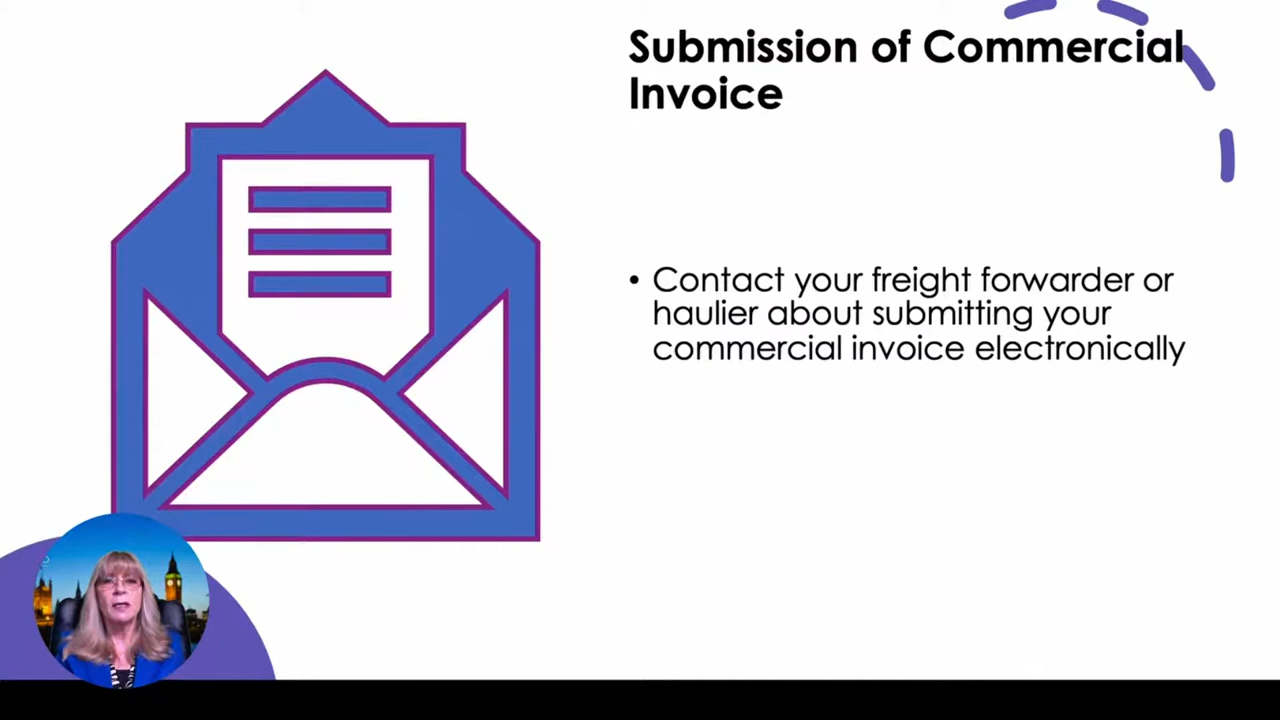 Submission of Commercial
Invoice
• Contact your freight forwarder or
haulier about submitting your
commercial invoice electronically